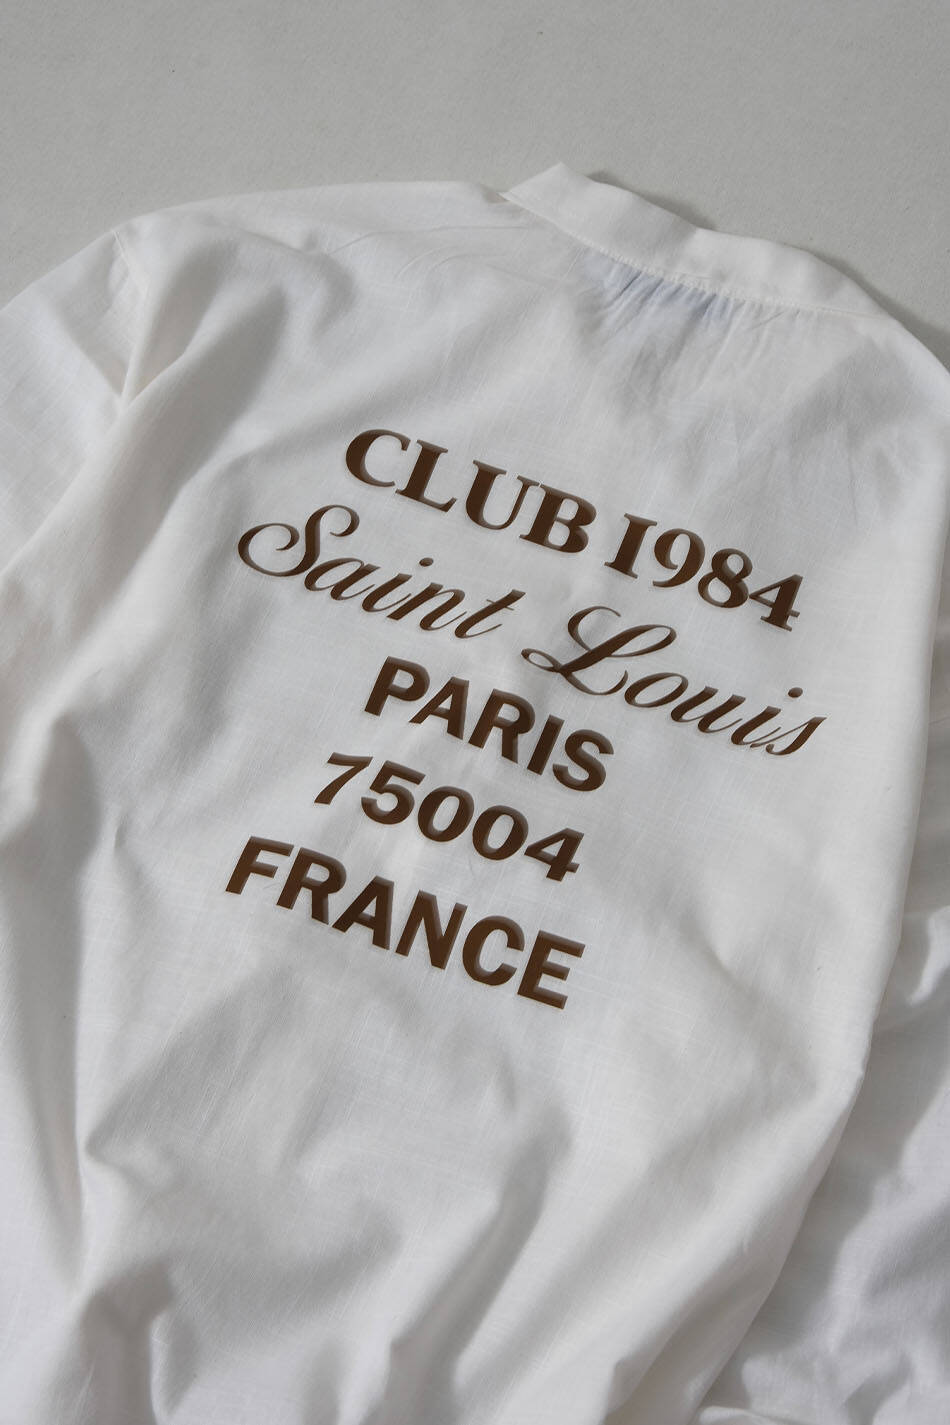 CLUB 1984
Saint Louis
PARIS
75004
FRANCE